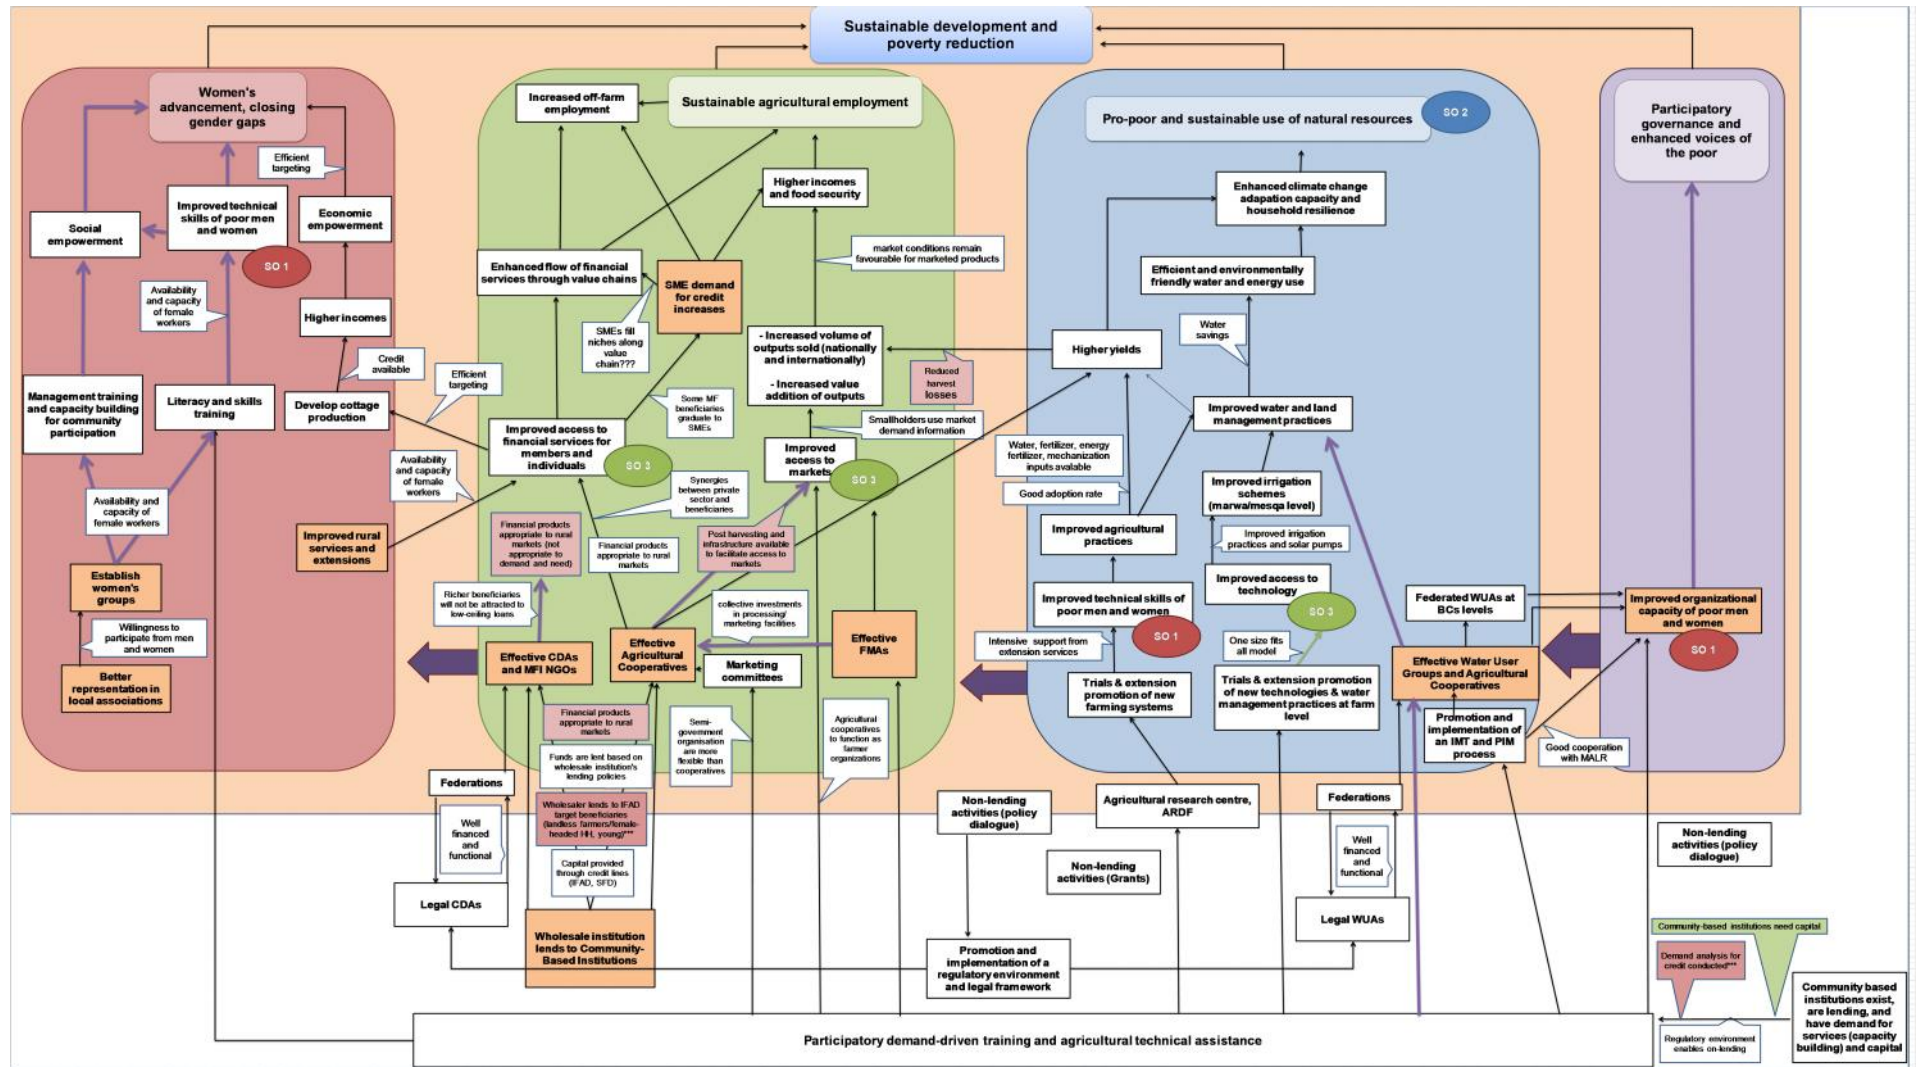 Sustainable development and
poverty reduction
Women's
advancement, closing
gender gaps
Efficient
targeting
Improved technical
skills of poor men
and women
SO 1
Social
empowerment
Economic
empowerment
Availability
and capacity
of female
workers
Higher incomes
Credit
available
Management training
and capacity building
for community
participation
Literacy and skills
training
Develop cottage
production
Availability and
capacity of
female workers
Improved rural
services and
extensions
Establish
women's
groups
Willingness to
participate from men
and women
Better
representation in
local associations
Increased off-farm
employment
Sustainable agricultural employment
Higher incomes
and food security
Enhanced flow of financial
services through value chains
SME demand
for credit
increases
market conditions remain
favourable for marketed products
SMEs fill
niches along
value
chain???
- Increased volume of
outputs sold (nationally
and internationally)
- Increased value
addition of outputs
Efficient
targeting
Some MF
beneficiaries
graduate to
SMEs
Reduced
harvest
losses
Smallholders use market
demand information
Improved access to
financial services for
members and
individuals
SO 3
Improved
access to
markets
SO 3
Availability
and capacity
of female
workers
Synergies
between private
sector and
beneficiaries
Financial products
appropriate to rural
markets (not
appropriate to
demand and need)
Financial products
appropriate to rural
markets
Post harvesting and
infrastructure available
to facilitate access to
markets
Richer beneficiaries
will not be attracted to
low-ceiling loans
collective investments
in processing/
marketing facilities
Effective CDAs
and MFI NGOs
Effective
Agricultural
Cooperatives
Marketing
committees
Effective
FMAs
Financial products
appropriate to rural
markets
Funds are lent based on
wholesale institution's
lending policies
Semi-
government
organisation
are more
flexible than
cooperatives
Agricultural
cooperatives
to function as
farmer
organizations
Wholesaler lends to IFAD
target beneficiaries
(landless farmers/female-
headed HH, young)***
Capital provided
through credit lines
(IFAD, SFD)
Federations
Well
financed
and
functional
Legal CDAs
Wholesale institution
lends to Community-
Based Institutions
Pro-poor and sustainable use of natural resources
SO 2
Enhanced climate change
adapation capacity and
household resilience
Efficient and environmentally
friendly water and energy use
Water
savings
Higher yields
Improved water and land
management practices
Water, fertilizer, energy
fertilizer, mechanization
inputs avalable
Good adoption rate
Improved irrigation
schemes
(marwa/mesqa level)
Improved agricultural
practices
Improved irrigation
practices and solar pumps
Improved access to
technology
SO 3
Improved technical skills of
poor men and women
SO 1
Intensive support from
extension services
One size fits
all model
Trials & extension
promotion of new
farming systems
Trials & extension promotion
of new technologies & water
management practices at farm
level
Federated WUAs at
BCs levels
Effective Water User
Groups and Agricultural
Cooperatives
Promotion and
implementation of
an IMT and PIM
process
Participatory
governance and
enhanced voices of
the poor
Improved organizational
capacity of poor men
and women
SO 1
Good cooperation
with MALR
Non-lending
activities (policy
dialogue)
Agricultural research centre,
ARDF
Non-lending
activities (Grants)
Federations
Well
financed
and
functional
Legal WUAs
Non-lending
activities (policy
dialogue)
Promotion and
implementation of a
regulatory environment
and legal framework
Community-based institutions need capital
Demand analysis for
credit conducted***
Regulatory environment
enables on-lending
Community based
institutions exist,
are lending, and
have demand for
services (capacity
building) and capital
Participatory demand-driven training and agricultural technical assistance